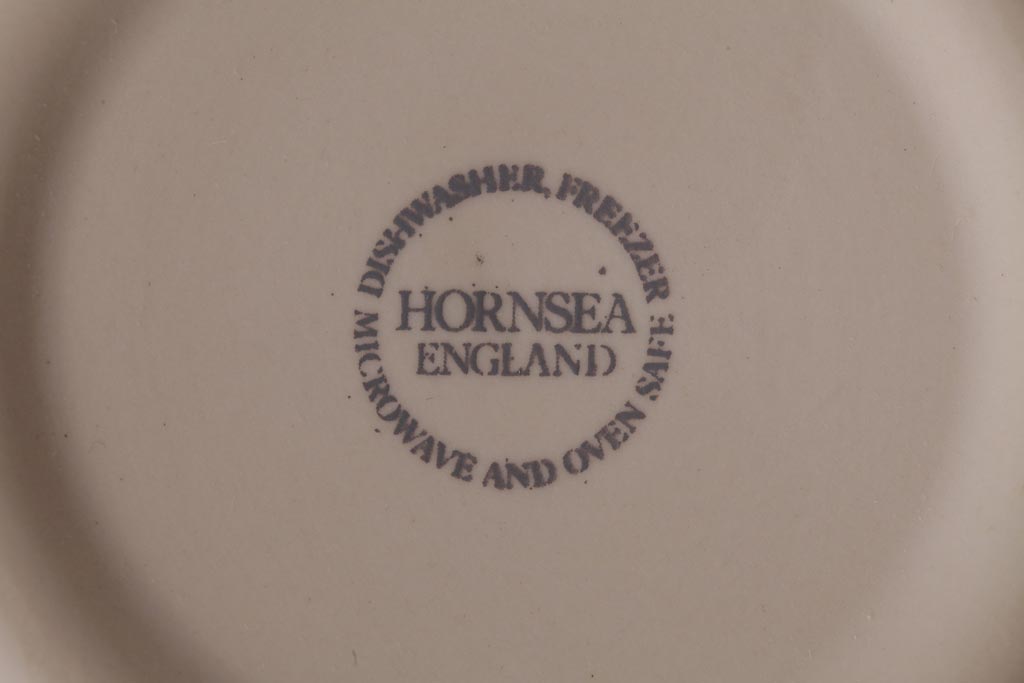 DISHWASHER, FREEZER
HORNSEA
ENGLAND
MICROWAVE AND OVEN SAFE